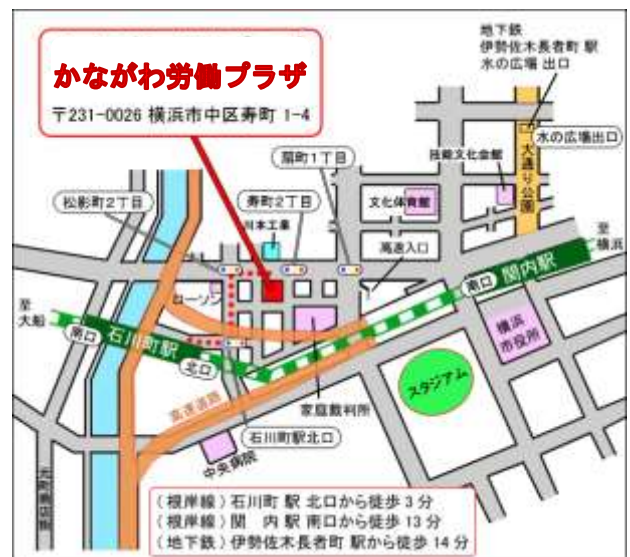 かながわ労働プラザ
〒231-0026 横浜市中区寿町 1-4
地下鉄
伊勢佐木長者町 駅
水の広場 出口
水の広場出口
大通り公園
技能文化会館
扇町1丁目
文化体育館
松影町2丁目
寿町2丁目
川本工業
高速入口
至
横浜
関内駅
南口
ローソン
至
大船
南口
石川町駅
北口
横浜
市役所
スタジアム
高速道路
家庭裁判所
石川町駅北口
中央病院
(根岸線)石川町 駅 北口から徒歩 3 分
(根岸線)関 内 駅 南口から徒歩 13 分
(地下鉄)伊勢佐木長者町 駅から徒歩 14 分